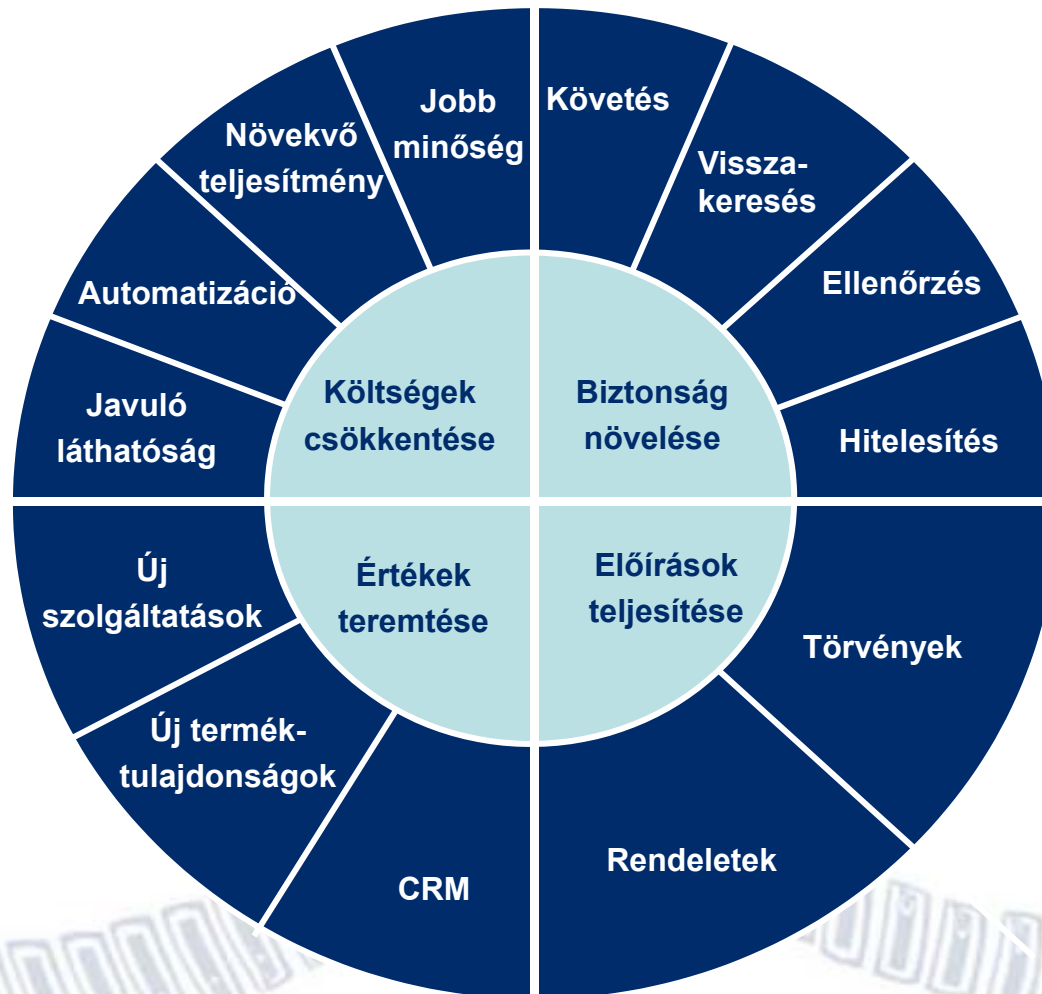 Jobb
minőség
Követés
Növekvő
teljesítmény
Vissza-
keresés
Automatizáció
Ellenőrzés
Javuló
láthatóság
Költségek
csökkentése
Biztonság
növelése
Hitelesítés
Új
szolgáltatások
Értékek
teremtése
Előírások
teljesítése
Törvények
Új termék-
tulajdonságok
CRM
Rendeletek